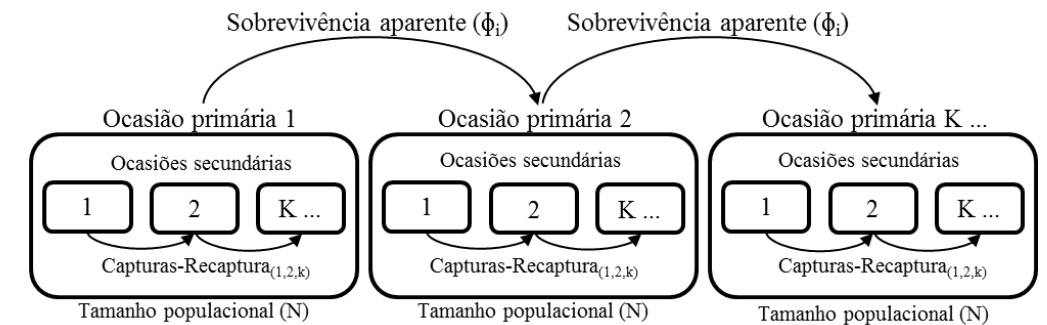 Sobrevivência aparente (ϕi) Sobrevivência aparente (ϕi)
Ocasião primária 1 Ocasião primária 2 Ocasião primária K ...
Ocasiões secundárias Ocasiões secundárias Ocasiões secundárias
1 2 K ... 1 2 K ... 1 2 K ...
Capturas-Recaptura(1,2,k) Capturas-Recaptura(1,2,k) Capturas-Recaptura(1,2,k)
Tamanho populacional (N) Tamanho populacional (N) Tamanho populacional (N)